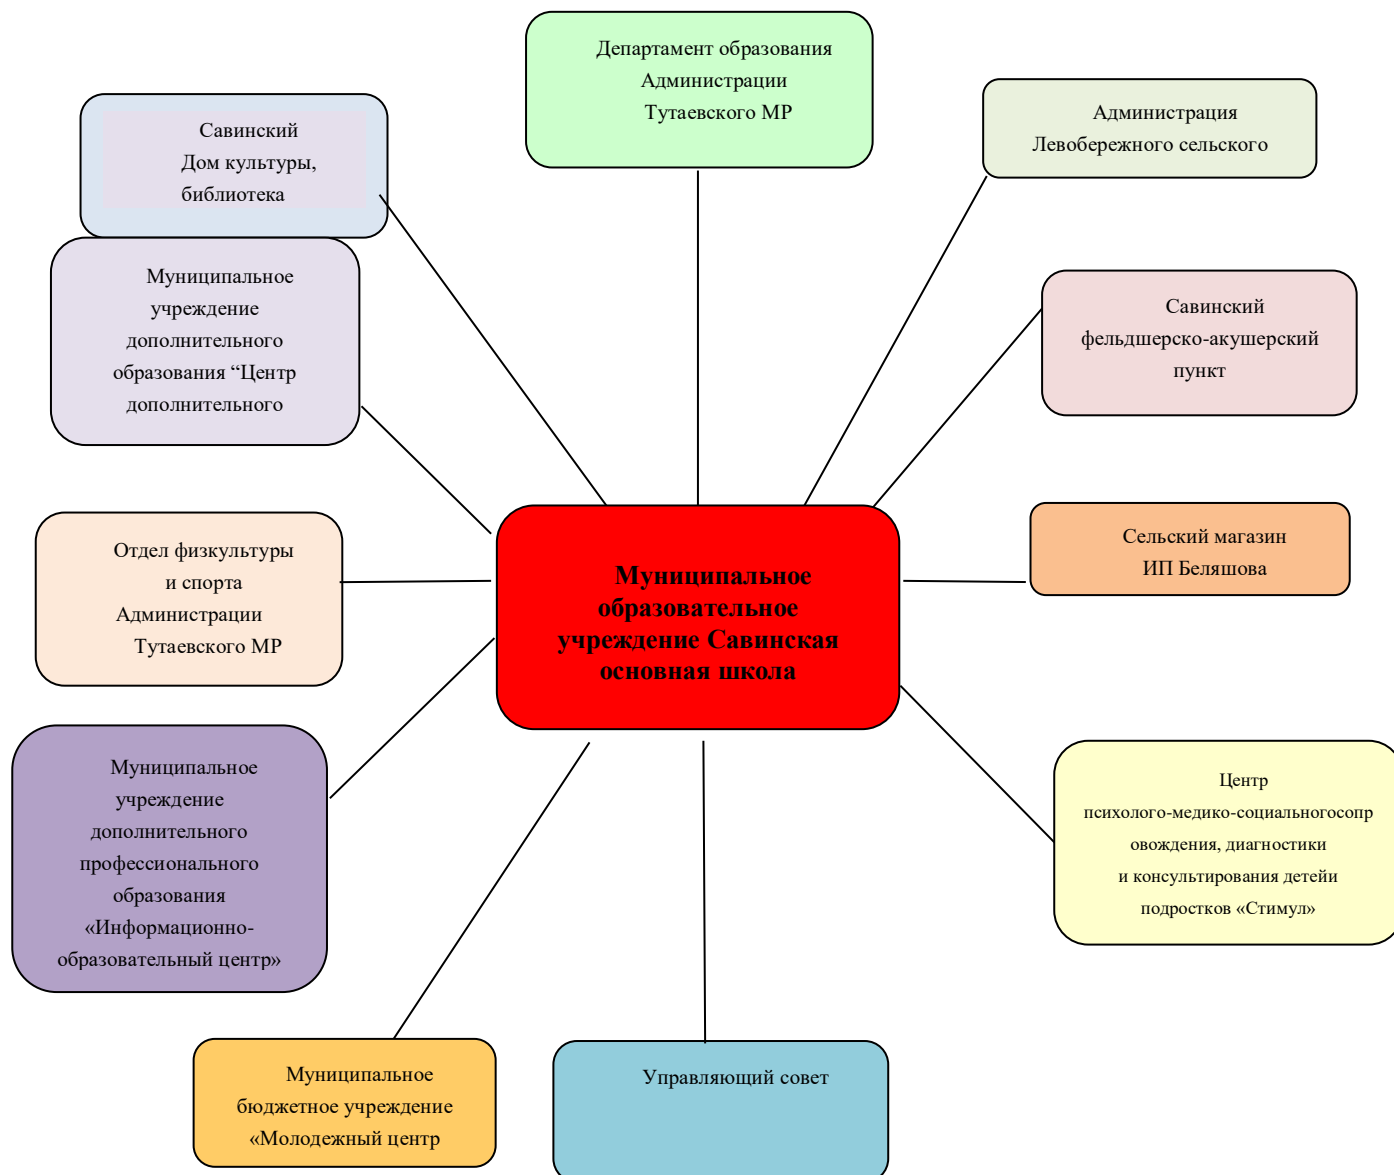 Департамент образования
Администрации
Тутаевского МР
Администрация
Левобережного сельского
Савинский
Дом культуры,
библиотека
Муниципальное
учреждение
дополнительного
образования “Центр
дополнительного
Савинский
фельдшерско-акушерский
пункт
Отдел физкультуры
и спорта
Администрации
Тутаевского МР
Муниципальное
образовательное
учреждение Савинская
основная школа
Сельский магазин
ИП Беляшова
Муниципальное
учреждение
дополнительного
профессионального
образования
«Информационно-
образовательный центр»
Центр
психолого-медико-социальногосопр
овождения, диагностики
и консультирования детейи
подростков «Стимул»
Муниципальное
бюджетное учреждение
«Молодежный центр
Управляющий совет